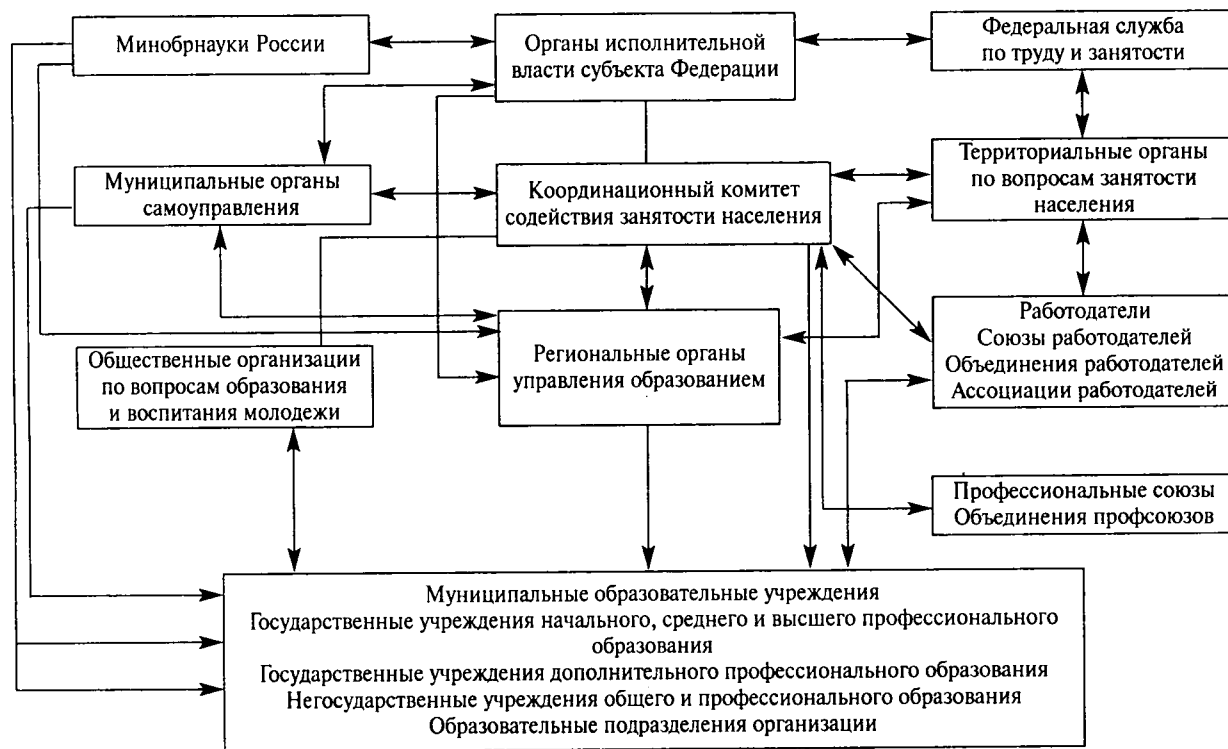 Минобрнауки России
Органы исполнительной
власти субъекта Федерации
Федеральная служба
по труду и занятости
Муниципальные органы
самоуправления
Координационный комитет
содействия занятости населения
Территориальные органы
по вопросам занятости
населения
Общественные организации
по вопросам образования
и воспитания молодежи
Региональные органы
управления образованием
Работодатели
Союзы работодателей
Объединения работодателей
Ассоциации работодателей
Профессиональные союзы
Объединения профсоюзов
Муниципальные образовательные учреждения
Государственные учреждения начального, среднего и высшего профессионального
образования
Государственные учреждения дополнительного профессионального образования
Негосударственные учреждения общего и профессионального образования
Образовательные подразделения организации